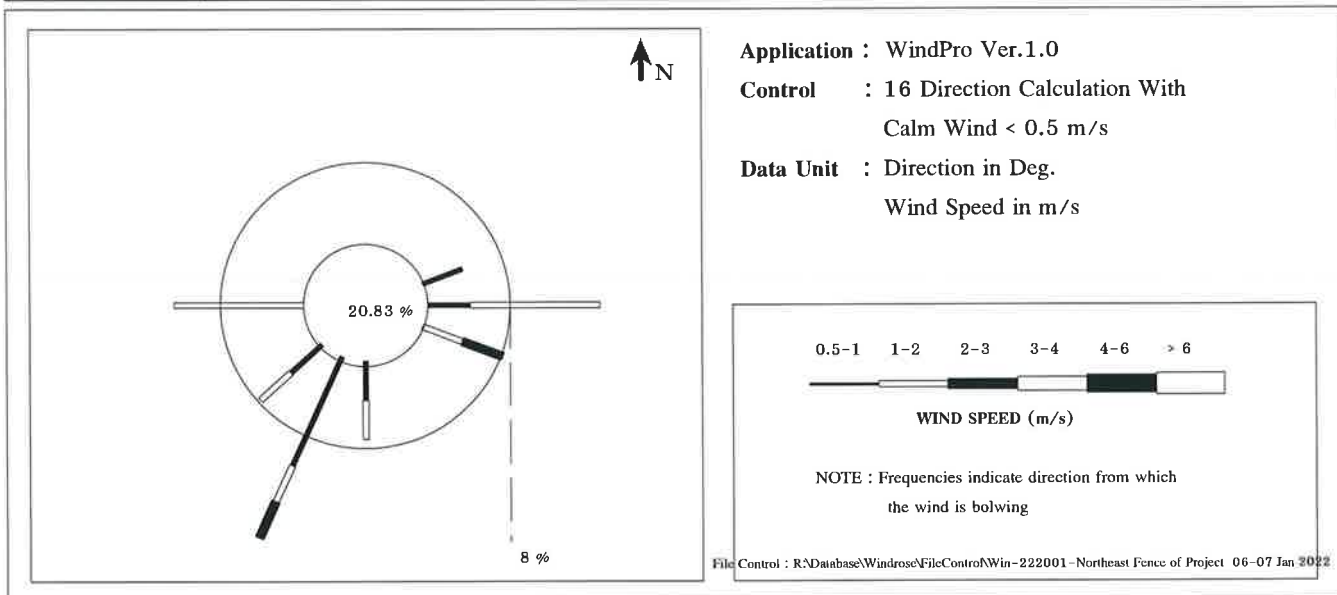 N
20.83 %
8 %
Application : WindPro Ver.1.0
Control : 16 Direction Calculation With
Calm Wind < 0.5 m/s
Data Unit : Direction in Deg.
Wind Speed in m/s
0.5-1 1-2 2-3 3-4 4-6 > 6
WIND SPEED (m/s)
NOTE : Frequencies indicate direction from which
the wind is bolwing
File Control : R:\Database\Windrose\FileControl\Win-222001-Northeast Fence of Project 06-07 Jan 2022